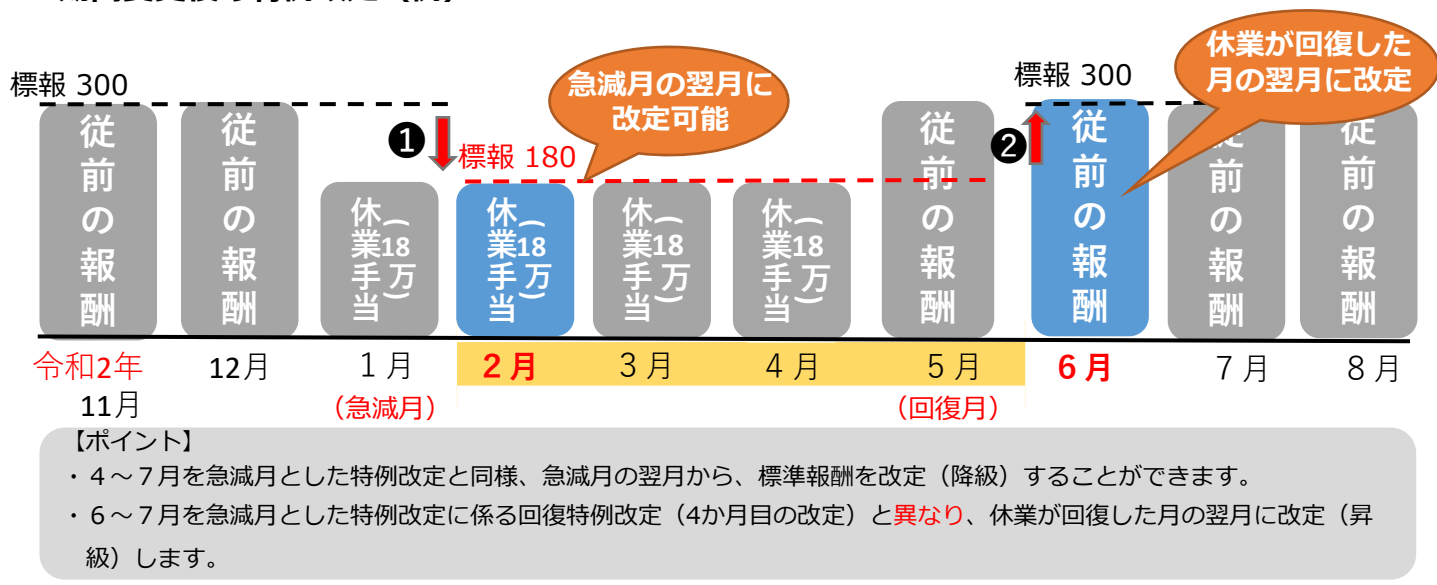 標報 300
急減月の翌月に
改定可能
標報 300
休業が回復した
月の翌月に改定
❶
標報 180
❷
従前の報酬
従前の報酬
休業手当
（18万）
休業手当
（18万）
休業手当
（18万）
休業手当
（18万）
従前の報酬
従前の報酬
従前の報酬
従前の報酬
令和2年
11月
12月
１月
（急減月）
２月
３月
４月
５月
（回復月）
６月
７月
８月
【ポイント】
・４～７月を急減月とした特例改定と同様、急減月の翌月から、標準報酬を改定（降級）することができます。
・６～７月を急減月とした特例改定に係る回復特例改定（4か月目の改定）と異なり、休業が回復した月の翌月に改定（昇
級）します。